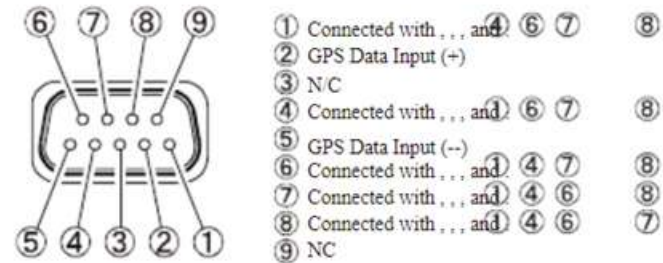 ⑥ ⑦ ⑧ ⑨
⑤ ④ ③ ② ①
① Connected with , , , and . ④ ⑥ ⑦ ⑧
② GPS Data Input (+)
③ N/C
④ Connected with , , , and . ① ⑥ ⑦ ⑧
⑤ GPS Data Input (--)
⑥ Connected with , , , and . ① ④ ⑦ ⑧
⑦ Connected with , , , and . ① ④ ⑥ ⑧
⑧ Connected with , , , and . ① ④ ⑥ ⑦
⑨ NC